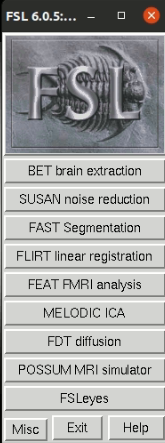 FSL 6.0.5:...
FSL
BET brain extraction
SUSAN noise reduction
FAST Segmentation
FLIRT linear registration
FEAT FMRI analysis
MELODIC ICA
FDT diffusion
POSSUM MRI simulator
FSLeyes
Misc Exit Help